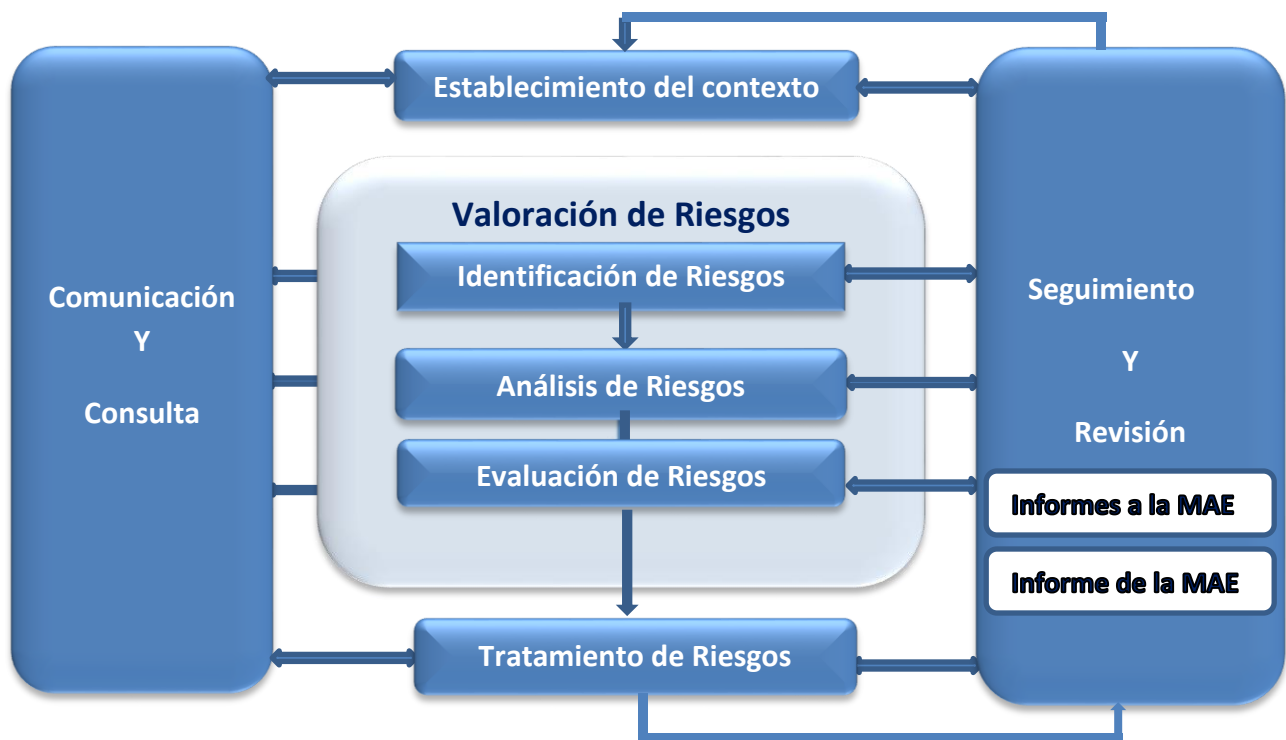 Establecimiento del contexto
Valoración de Riesgos
Identificación de Riesgos
Análisis de Riesgos
Evaluación de Riesgos
Tratamiento de Riesgos
Comunicación
Y
Consulta
Seguimiento
Y
Revisión
Informes a la MAE
Informe de la MAE